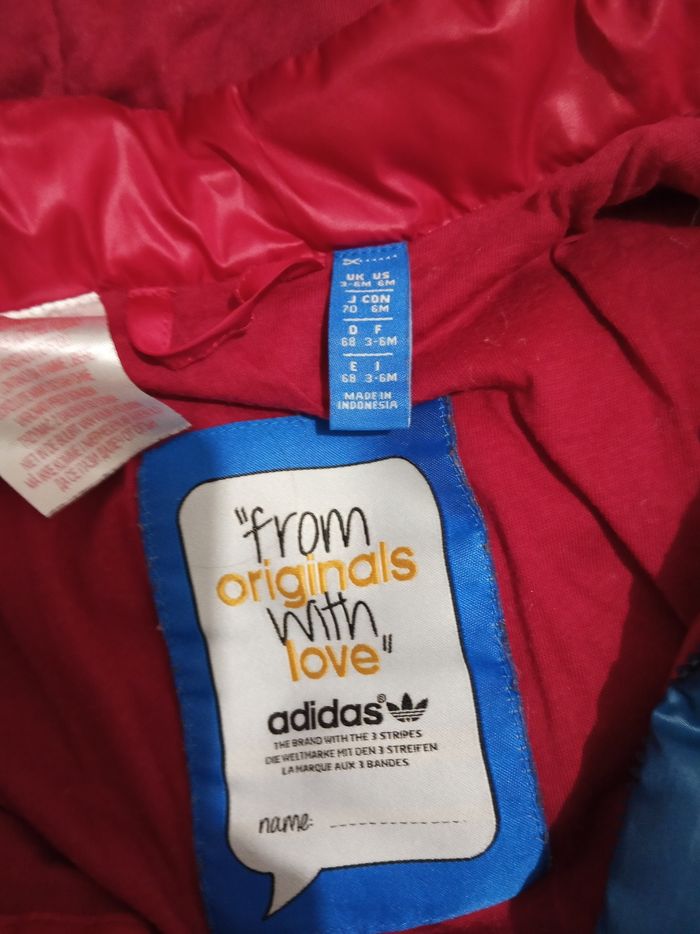 UK US
3-6M 6M
J CON
70 6M
D F
68 3-6M
E I
68 3-6M
MADE IN
INDONESIA
"from
originals
with
love"
adidas®
THE BRAND WITH THE 3 STRIPES
DIE WELTMARKE MIT DEN 3 STREIFEN
LA MARQUE AUX 3 BANDES
name: